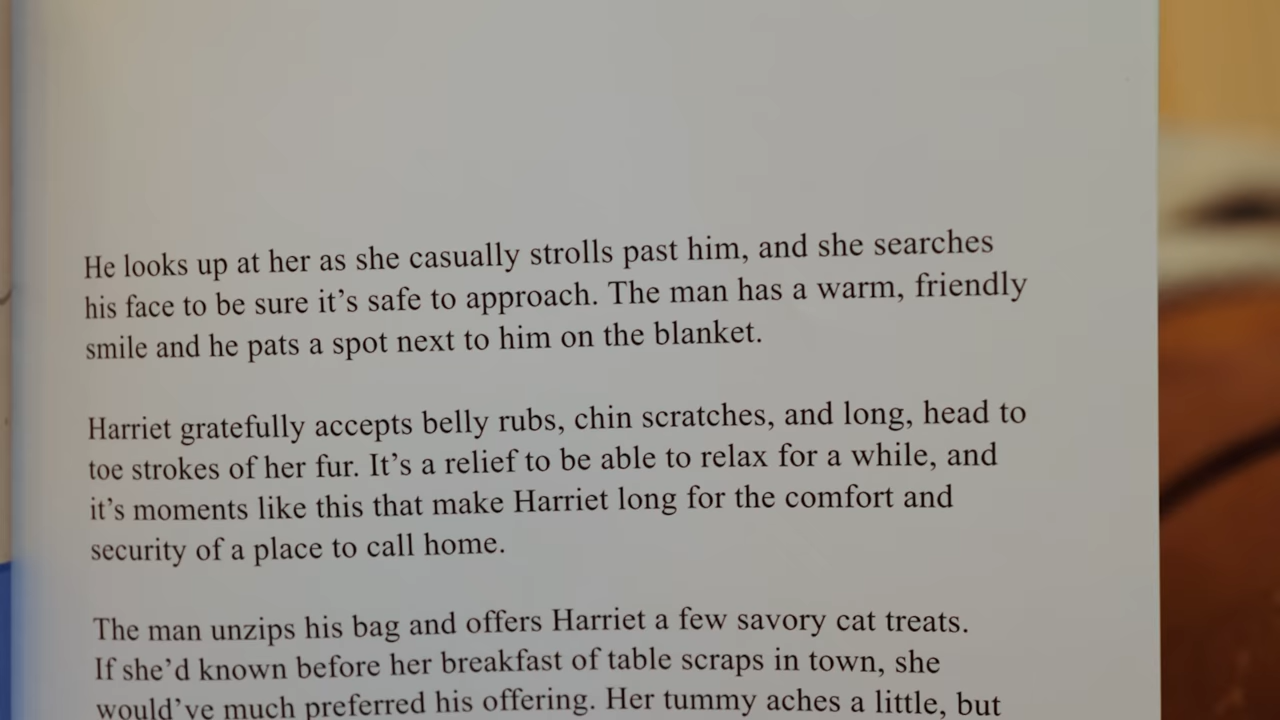 He looks up at her as she casually strolls past him, and she searches
his face to be sure it’s safe to approach. The man has a warm, friendly
smile and he pats a spot next to him on the blanket.
Harriet gratefully accepts belly rubs, chin scratches, and long, head to
toe strokes of her fur. It’s a relief to be able to relax for a while, and
it’s moments like this that make Harriet long for the comfort and
security of a place to call home.
The man unzips his bag and offers Harriet a few savory cat treats.
If she’d known before her breakfast of table scraps in town, she
would’ve much preferred his offering. Her tummy aches a little, but